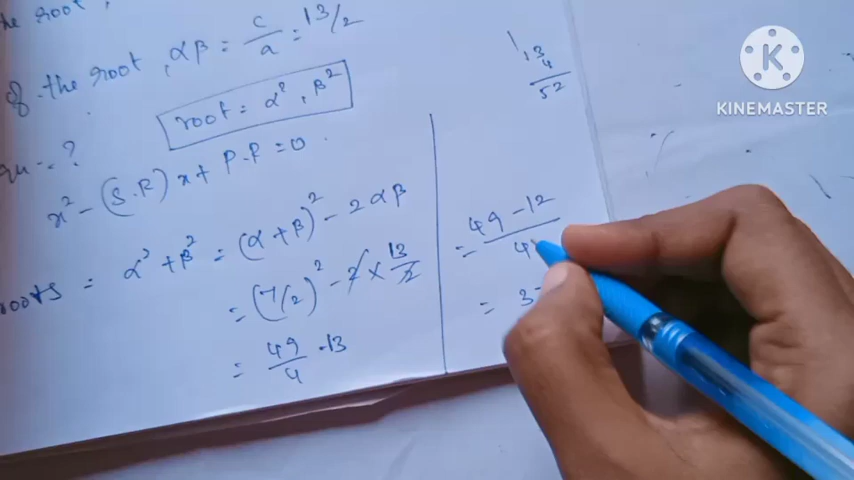 the root,
of the root, αβ = c/a = 13/2
root = α², β²
qu - . ?
x² - (S.R)x + P.R = 0
roots = α² + β² = (α + β)² - 2αβ
= (7/2)² - 2 × 13/2
= 49/4 - 13
13
4
52
= 49 - 12 / 4
= 3
K
KINEMASTER